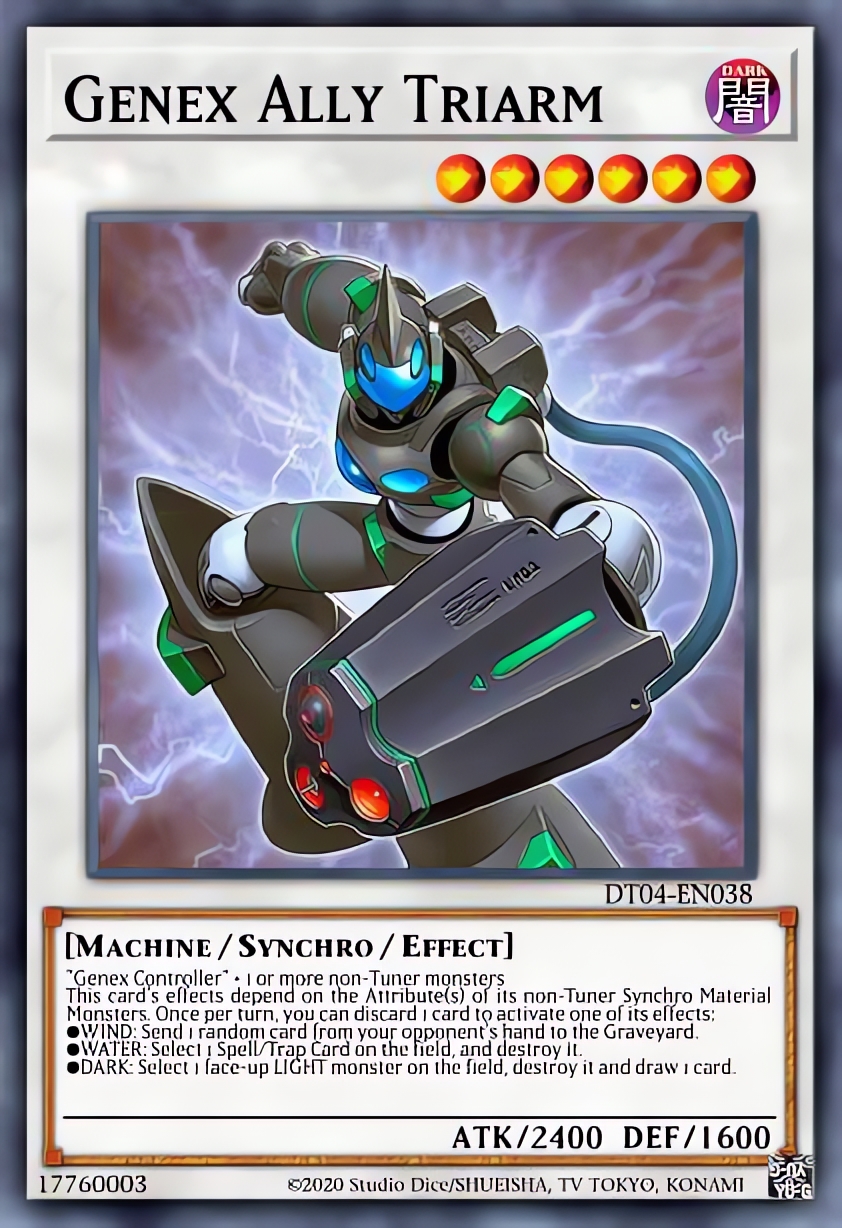 GENEX ALLY TRIARM
DARK
闇
DT04-EN038
[MACHINE / SYNCHRO / EFFECT]
"Genex Controller" + 1 or more non-Tuner monsters
This card's effects depend on the Attribute(s) of its non-Tuner Synchro Material
Monsters. Once per turn, you can discard 1 card to activate one of its effects:
●WIND: Send 1 random card from your opponent's hand to the Graveyard.
●WATER: Select 1 Spell/Trap Card on the field, and destroy it.
●DARK: Select 1 face-up LIGHT monster on the field, destroy it and draw 1 card.
ATK/2400 DEF/1600
17760003
©2020 Studio Dice/SHUEISHA, TV TOKYO, KONAMI